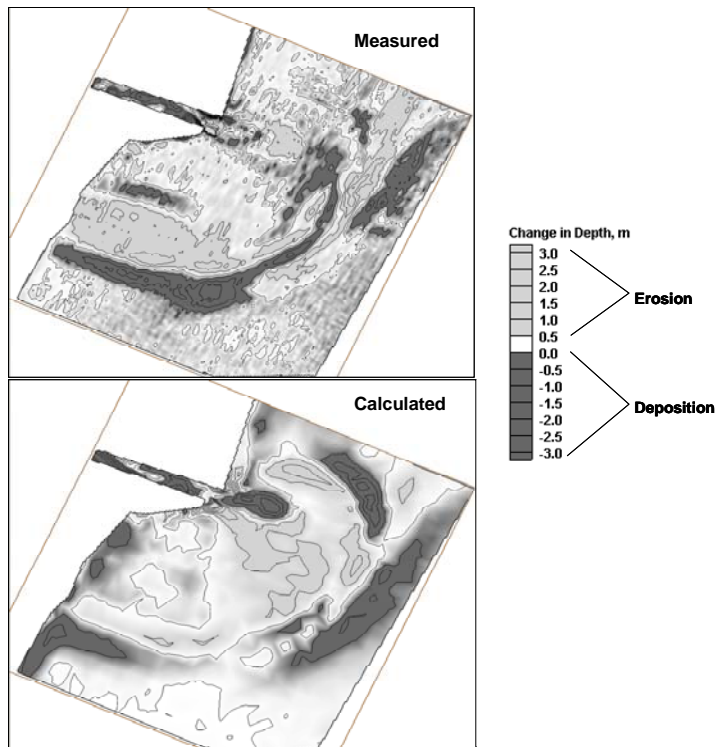 Measured
Calculated
Change in Depth, m
3.0
2.5
2.0
1.5
1.0
0.5
0.0
-0.5
-1.0
-1.5
-2.0
-2.5
-3.0
Erosion
Deposition